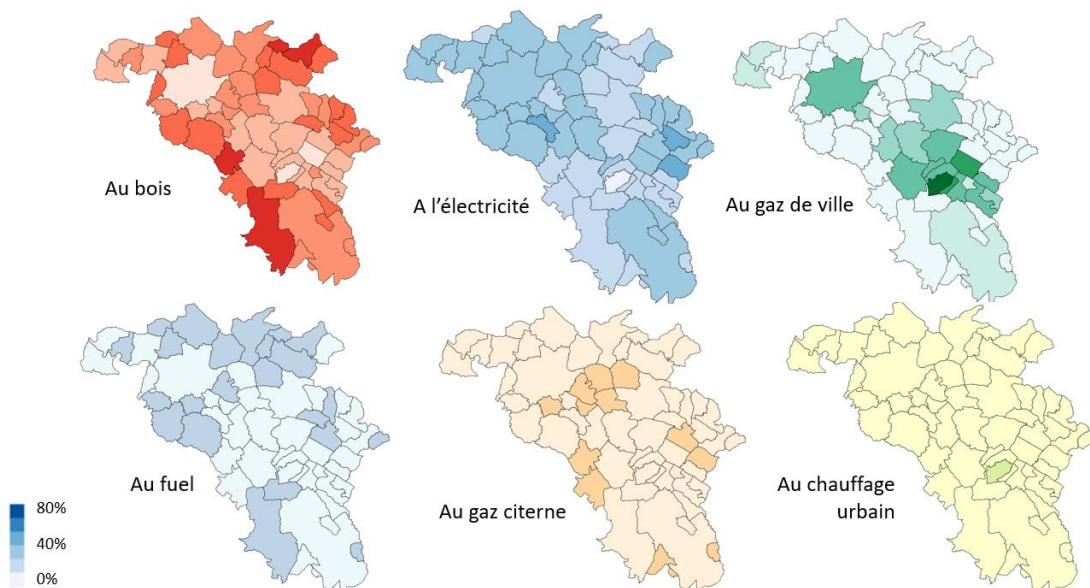 Au bois
A l’électricité
Au gaz de ville
Au fuel
Au gaz citerne
Au chauffage
urbain
80%
40%
0%